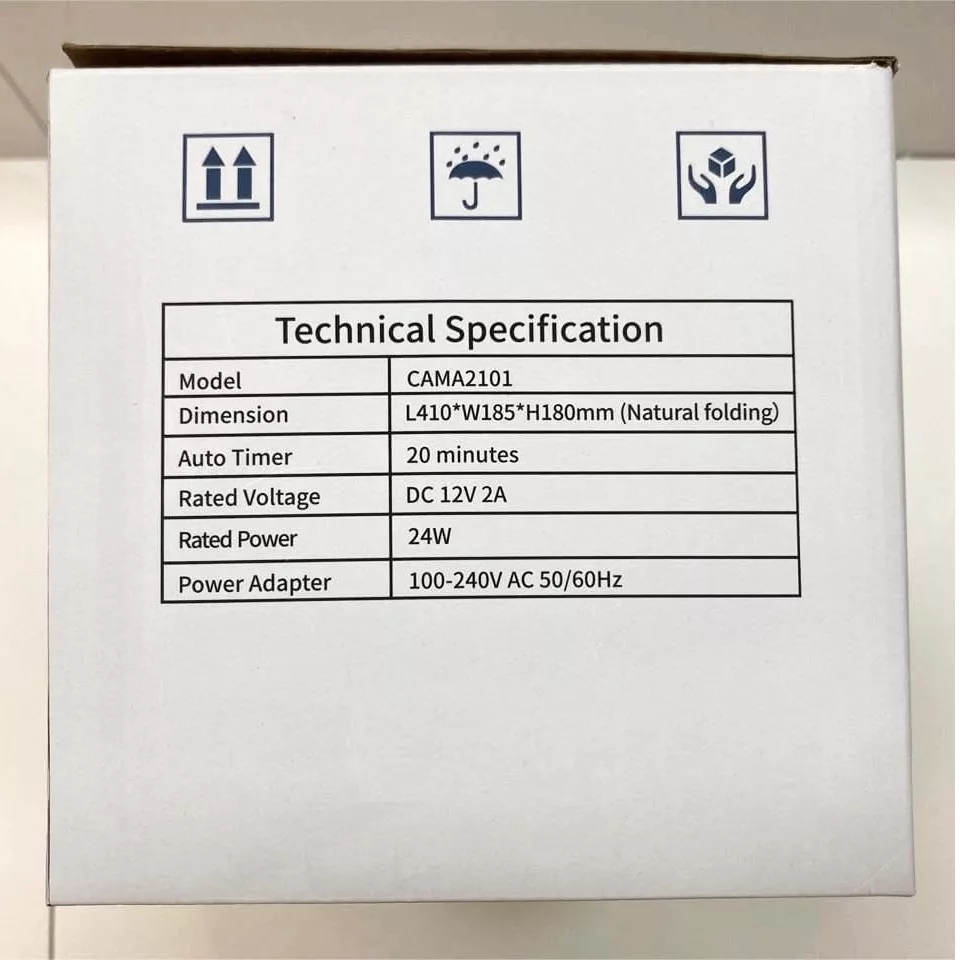 Technical Specification
Model CAMA2101
Dimension L410*W185*H180mm (Natural folding)
Auto Timer 20 minutes
Rated Voltage DC 12V 2A
Rated Power 24W
Power Adapter 100-240V AC 50/60Hz